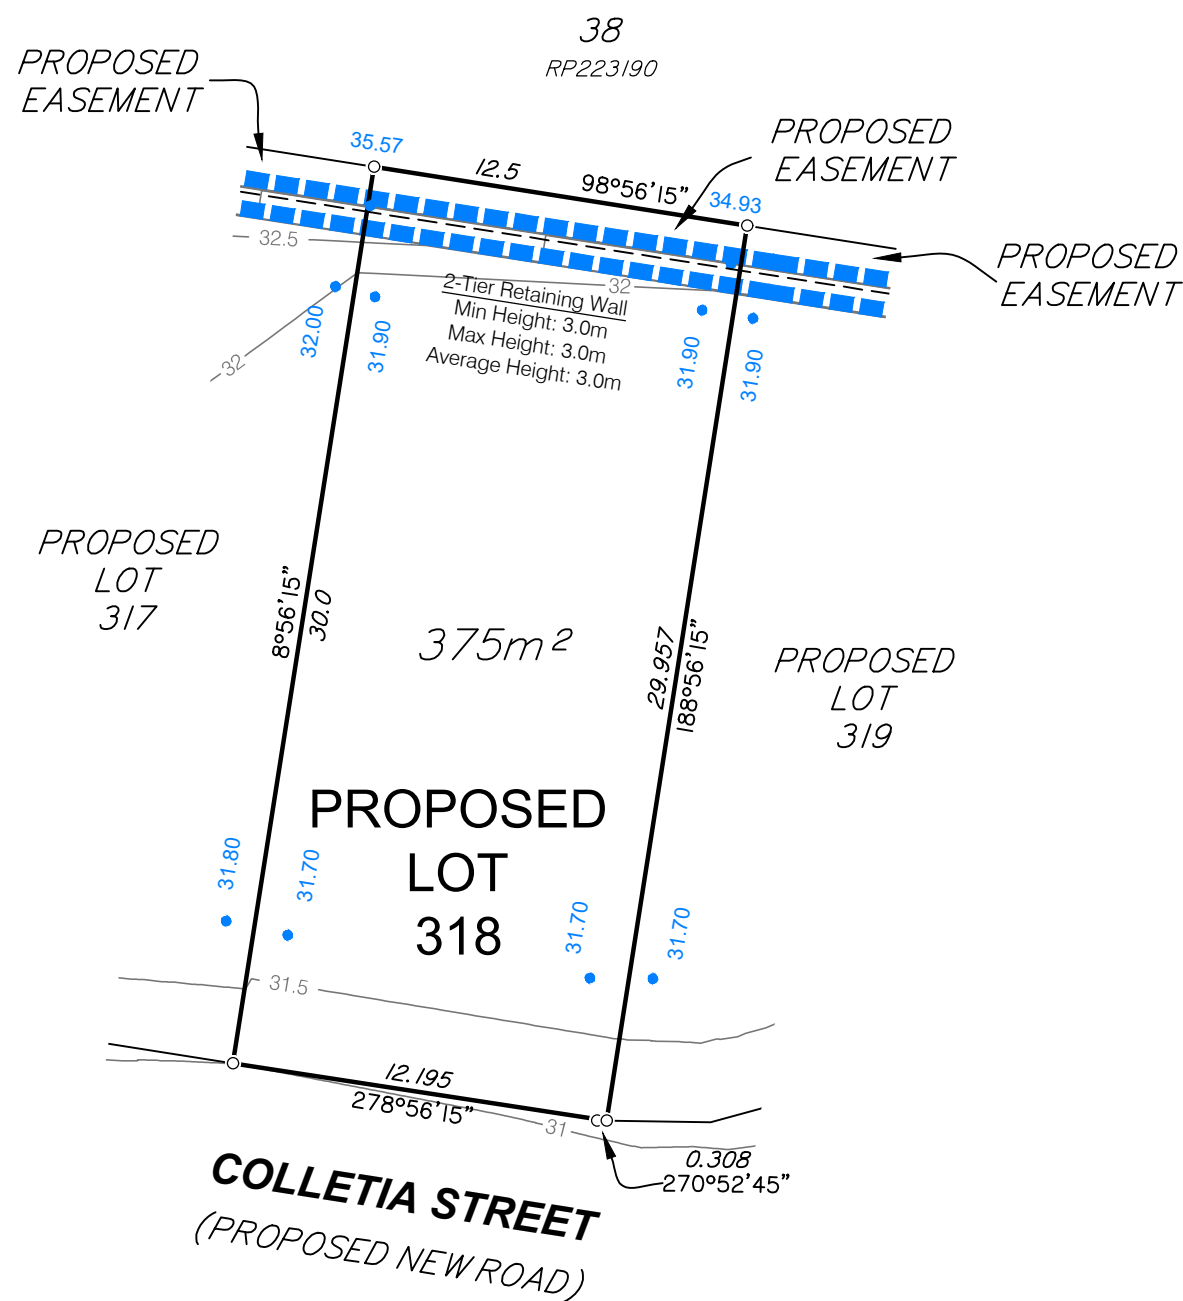 38
RP223190
PROPOSED
EASEMENT
35.57
12.5
98°56'15"
PROPOSED
EASEMENT
34.93
PROPOSED
EASEMENT
32.5
32
2-Tier Retaining Wall
Min Height: 3.0m
Max Height: 3.0m
Average Height: 3.0m
32.00
31.90
31.90
31.90
32
PROPOSED
LOT
317
8°56'15"
30.0
375m²
29.957
188°56'15"
PROPOSED
LOT
319
PROPOSED
LOT
318
31.80
31.70
31.70
31.70
31.5
12.195
278°56'15"
31
0.308
270°52'45"
COLLETIA STREET
(PROPOSED NEW ROAD)